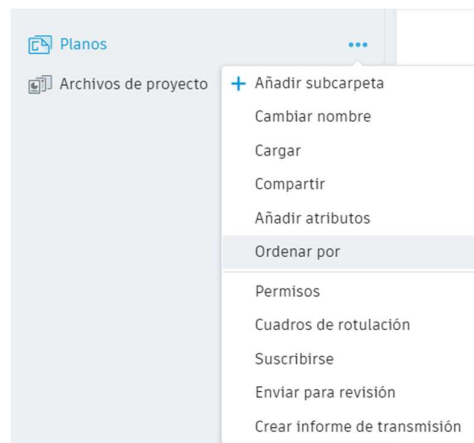 Planos
Archivos de proyecto
Añadir subcarpeta
Cambiar nombre
Cargar
Compartir
Añadir atributos
Ordenar por
Permisos
Cuadros de rotulación
Suscribirse
Enviar para revisión
Crear informe de transmisión